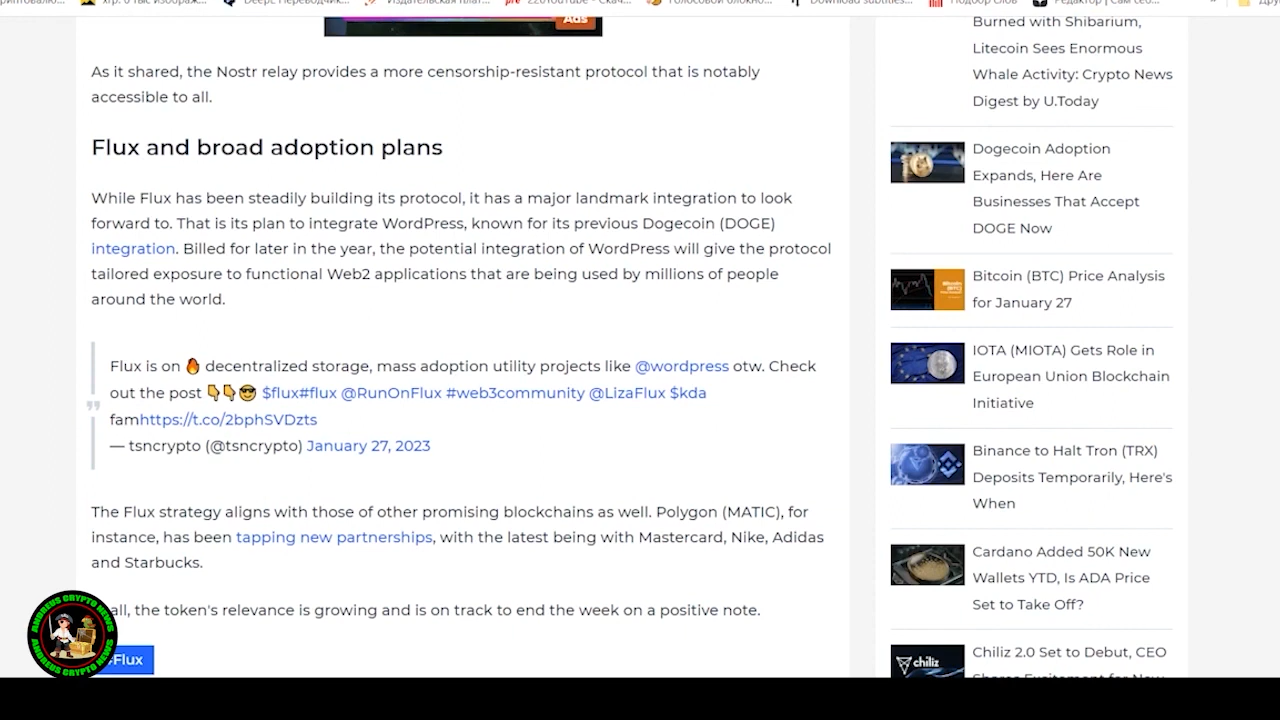 Ads
As it shared, the Nostr relay provides a more censorship-resistant protocol that is notably
accessible to all.
Flux and broad adoption plans
While Flux has been steadily building its protocol, it has a major landmark integration to look
forward to. That is its plan to integrate WordPress, known for its previous Dogecoin (DOGE)
integration. Billed for later in the year, the potential integration of WordPress will give the protocol
tailored exposure to functional Web2 applications that are being used by millions of people
around the world.
Flux is on 🔥 decentralized storage, mass adoption utility projects like @wordpress otw. Check
out the post 👇👇😎 $flux#flux @RunOnFlux #web3community @LizaFlux $kda
famhttps://t.co/2bphSVDzts
— tsncrypto (@tsncrypto) January 27, 2023
The Flux strategy aligns with those of other promising blockchains as well. Polygon (MATIC), for
instance, has been tapping new partnerships, with the latest being with Mastercard, Nike, Adidas
and Starbucks.
all, the token's relevance is growing and is on track to end the week on a positive note.
Flux
ANDREUS CRYPTO NEWS
ANDREUS CRYPTO NEWS
Burned with Shibarium,
Litecoin Sees Enormous
Whale Activity: Crypto News
Digest by U.Today
Dogecoin Adoption
Expands, Here Are
Businesses That Accept
DOGE Now
Bitcoin (BTC) Price Analysis
for January 27
IOTA (MIOTA) Gets Role in
European Union Blockchain
Initiative
Binance to Halt Tron (TRX)
Deposits Temporarily, Here's
When
Cardano Added 50K New
Wallets YTD, Is ADA Price
Set to Take Off?
chiliz
Chiliz 2.0 Set to Debut, CEO